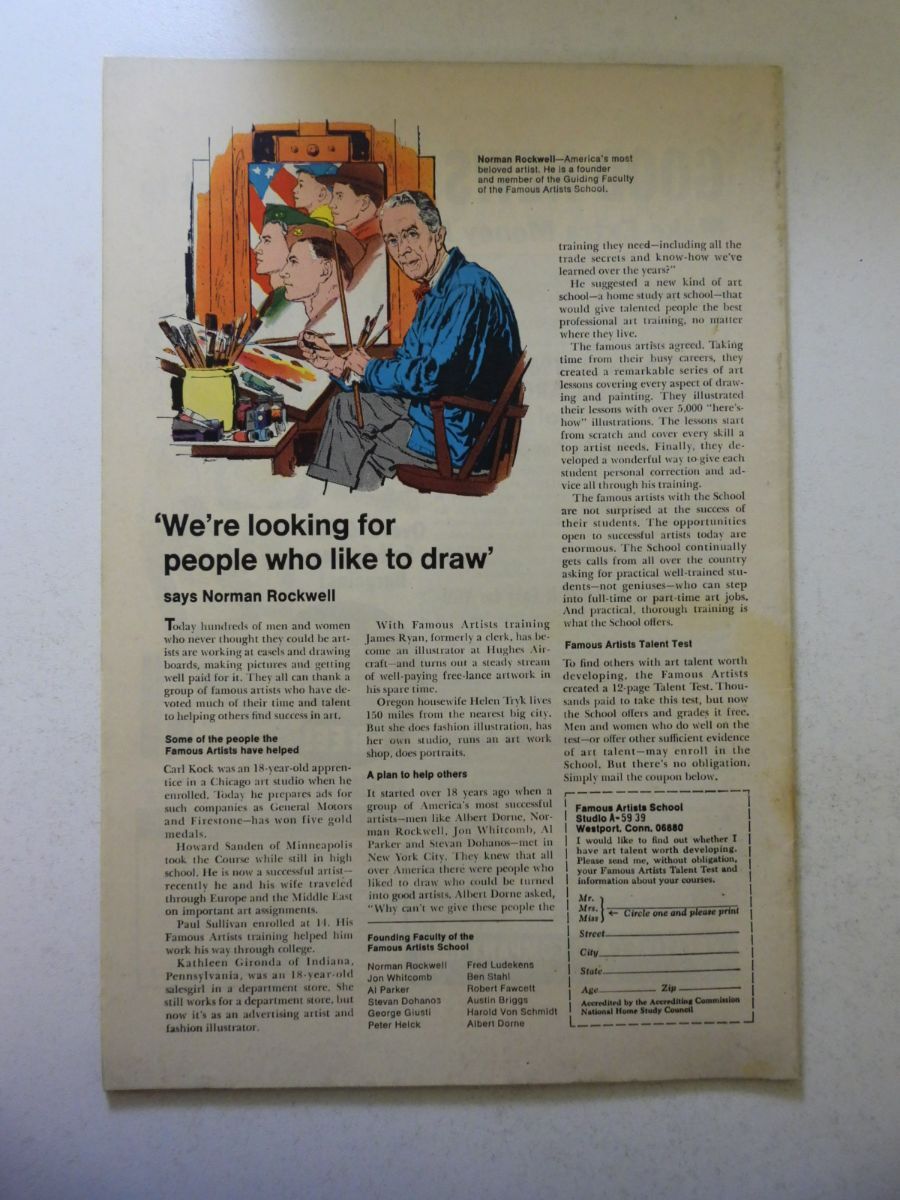 Norman Rockwell—America's most
beloved artist. He is a founder
and member of the Guiding Faculty
of the Famous Artists School.
'We're looking for
people who like to draw'
says Norman Rockwell
Today hundreds of men and women
who never thought they could be art-
ists are working at easels and drawing
boards, making pictures and getting
well paid for it. They all can thank a
group of famous artists who have de-
voted much of their time and talent
to helping others find success in art.
Some of the people the
Famous Artists have helped
Carl Kock was an 18-year-old appren-
tice in a Chicago art studio when he
enrolled. Today he prepares ads for
such companies as General Motors
and Firestone—has won five gold
medals.
Howard Sanden of Minneapolis
took the Course while still in high
school. He is now a successful artist—
recently he and his wife traveled
through Europe and the Middle East
on important art assignments.
Paul Sullivan enrolled at 14. His
Famous Artists training helped him
work his way through college.
Kathleen Gironda of Indiana,
Pennsylvania, was an 18-year-old
salesgirl in a department store. She
still works for a department store, but
now it's as an advertising artist and
fashion illustrator.
With Famous Artists training
James Ryan, formerly a clerk, has be-
come an illustrator at Hughes Air-
craft—and turns out a steady stream
of well-paying free-lance artwork in
his spare time.
Oregon housewife Helen Tryk lives
150 miles from the nearest big city.
But she does fashion illustration, has
her own studio, runs an art work
shop, does portraits.
A plan to help others
It started over 18 years ago when a
group of America's most successful
artists—men like Albert Dorne, Nor-
man Rockwell, Jon Whitcomb, Al
Parker and Stevan Dohanos—met in
New York City. They knew that all
over America there were people who
liked to draw who could be turned
into good artists. Albert Dorne asked,
"Why can't we give these people the
Founding Faculty of the
Famous Artists School
Norman Rockwell
Jon Whitcomb
Al Parker
Stevan Dohanos
George Giusti
Peter Helck
Fred Ludekens
Ben Stahl
Robert Fawcett
Austin Briggs
Harold Von Schmidt
Albert Dorne
training they need—including all the
trade secrets and know-how we've
learned over the years?"
He suggested a new kind of art
school—a home study art school—that
would give talented people the best
professional art training, no matter
where they live.
The famous artists agreed. Taking
time from their busy careers, they
created a remarkable series of art
lessons covering every aspect of draw-
ing and painting. They illustrated
their lessons with over 5,000 "here's-
how" illustrations. The lessons start
from scratch and cover every skill a
top artist needs. Finally, they de-
veloped a wonderful way to give each
student personal correction and ad-
vice all through his training.
The famous artists with the School
are not surprised at the success of
their students. The opportunities
open to successful artists today are
enormous. The School continually
gets calls from all over the country
asking for practical well-trained stu-
dents—not geniuses—who can step
into full-time or part-time art jobs.
And practical, thorough training is
what the School offers.
Famous Artists Talent Test
To find others with art talent worth
developing, the Famous Artists
created a 12-page Talent Test. Thou-
sands paid to take this test, but now
the School offers and grades it free.
Men and women who do well on the
test—or offer other sufficient evidence
of art talent—may enroll in the
School. But there's no obligation.
Simply mail the coupon below.
Famous Artists School
Studio A-5939
Westport, Conn. 06880
I would like to find out whether I
have art talent worth developing.
Please send me, without obligation,
your Famous Artists Talent Test and
information about your courses.
Mr.
Mrs. ← Circle one and please print
Miss
Street
City
State
Age Zip
Accredited by the Accrediting Commission
National Home Study Council